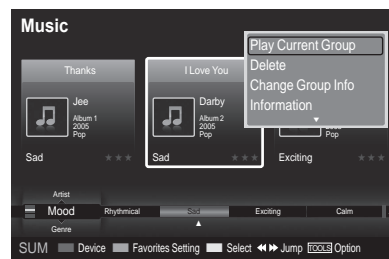 Music
Play Current Group
Delete
Change Group Info
Information
Thanks
I Love You
Jee
Album 1
2005
Pop
Darby
Album 2
2005
Pop
Pop
Sad
Sad
Exciting
Artist
Mood
Rhythmical
Sad
Exciting
Calm
Genre
SUM Device Favorites Setting Select Jump TOOLS Option